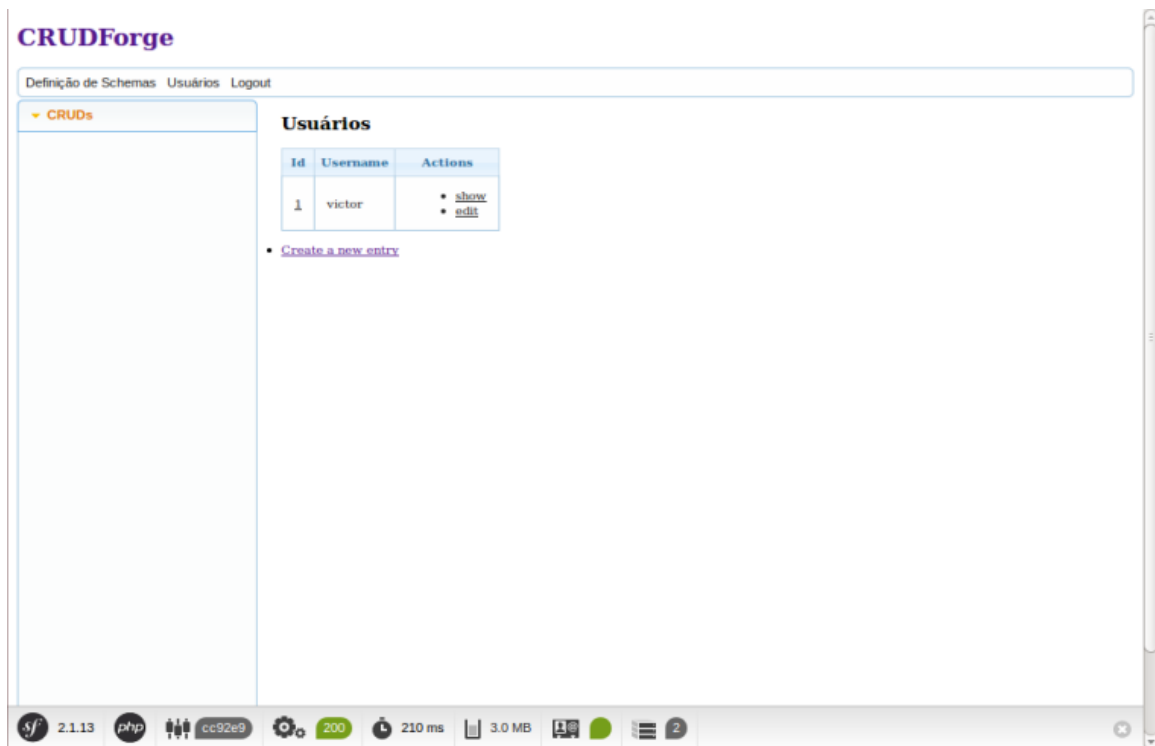 CRUDForge
Definição de Schemas Usuários Logout
CRUDs
Usuários
Id Username Actions
1 victor
show
edit
Create a new entry
sf 2.1.13 php cc92e9 200 210 ms 3.0 MB 2